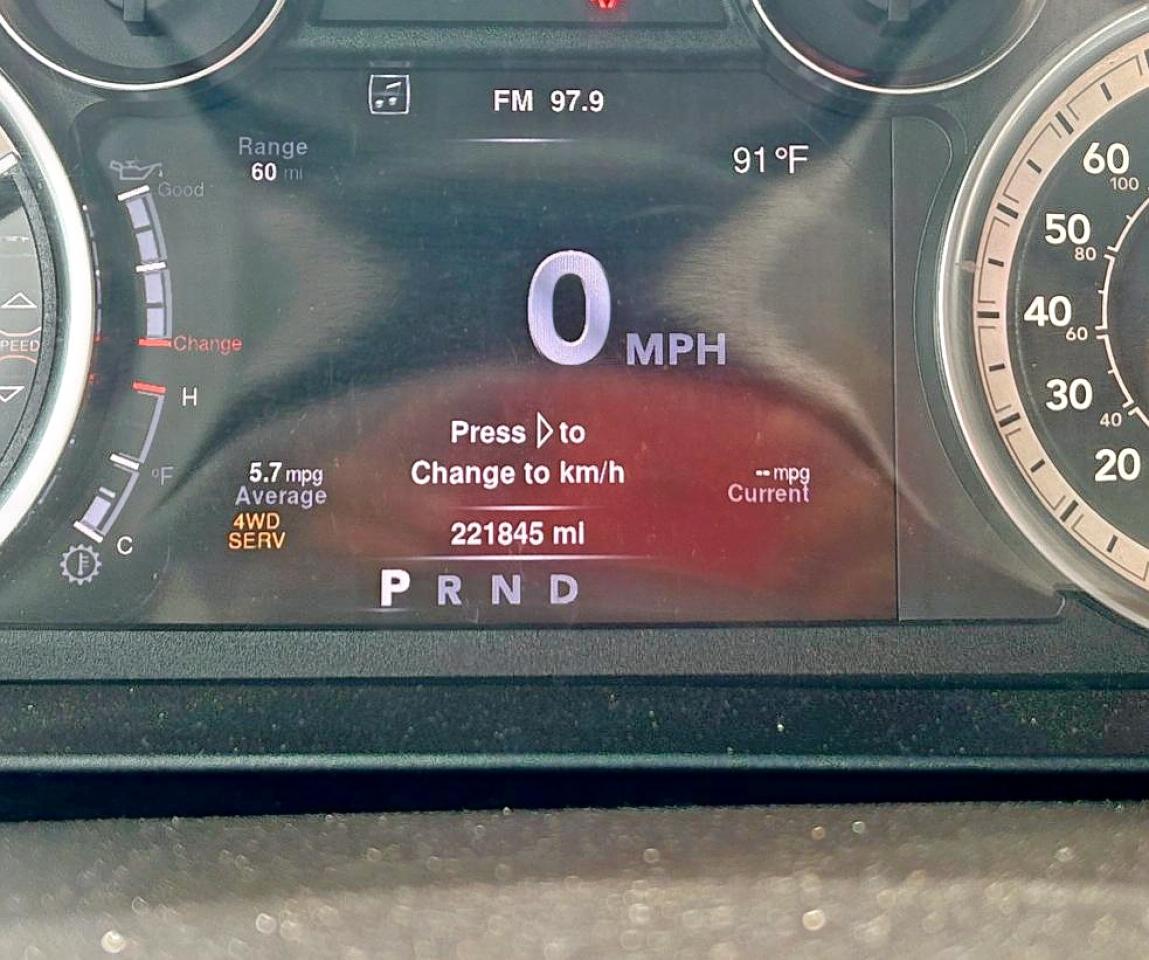 FM 97.9
Range
60 mi
91°F
Good
Change
H
°F
C
0 MPH
Press ▷ to
Change to km/h
5.7 mpg
Average
-- mpg
Current
4WD
SERV
221845 mi
P R N D
SPEED
60
100
50
80
40
60
30
40
20